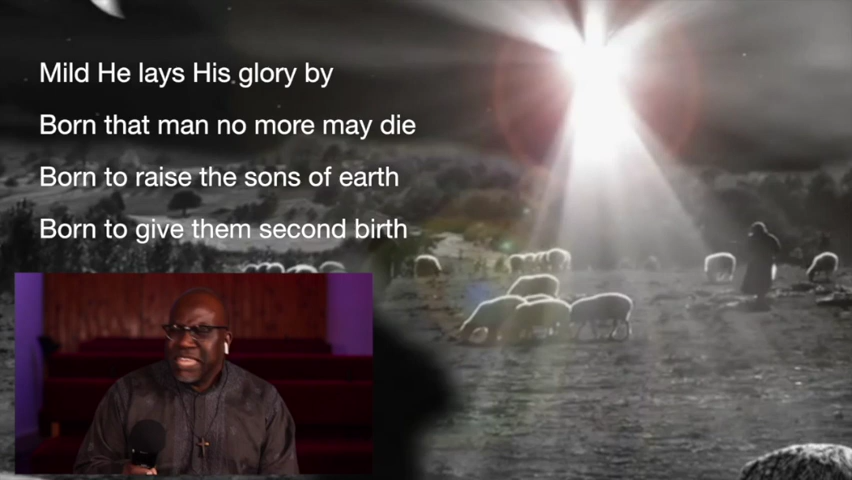 Mild He lays His glory by
Born that man no more may die
Born to raise the sons of earth
Born to give them second birth